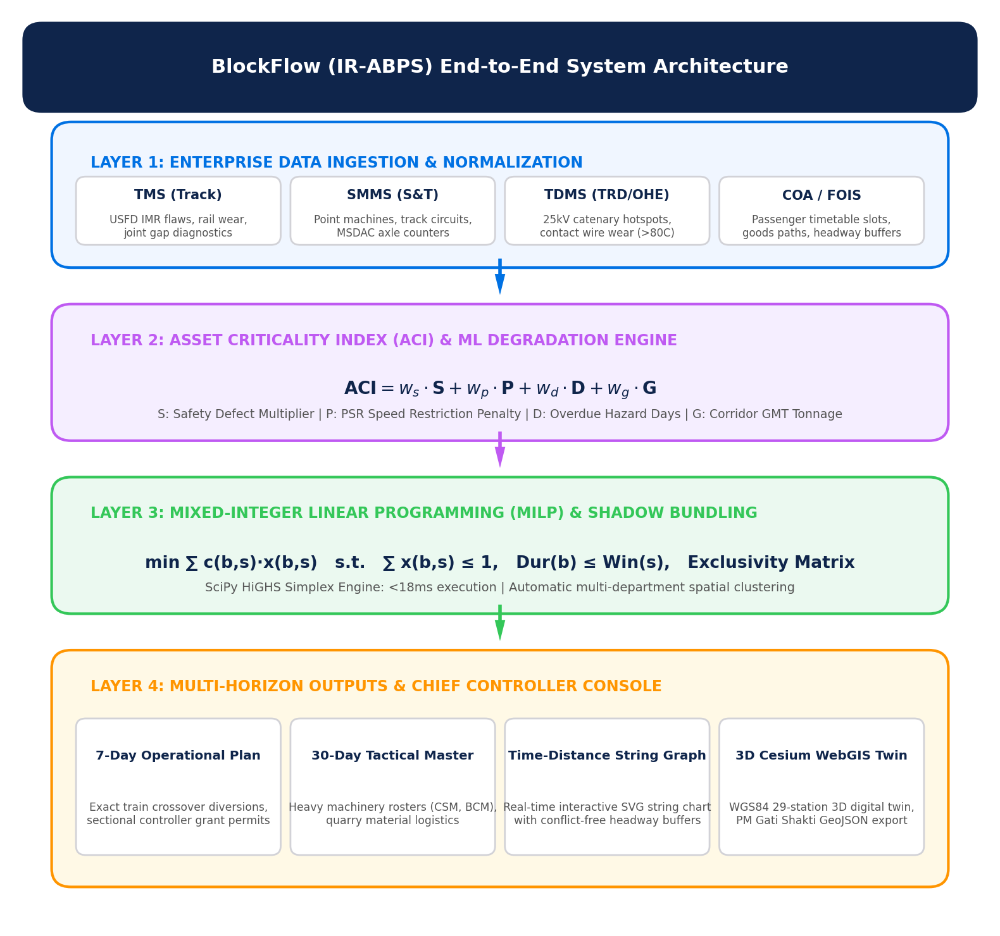 BlockFlow (IR-ABPS) End-to-End System Architecture
LAYER 1: ENTERPRISE DATA INGESTION & NORMALIZATION
TMS (Track)
USFD IMR flaws, rail wear,
joint gap diagnostics
SMMS (S&T)
Point machines, track circuits,
MSDAC axle counters
TDMS (TRD/OHE)
25kV catenary hotspots,
contact wire wear (>80C)
COA / FOIS
Passenger timetable slots,
goods paths, headway buffers
LAYER 2: ASSET CRITICALITY INDEX (ACI) & ML DEGRADATION ENGINE
ACI = w_s · S + w_p · P + w_d · D + w_g · G
S: Safety Defect Multiplier | P: PSR Speed Restriction Penalty | D: Overdue Hazard Days | G: Corridor GMT Tonnage
LAYER 3: MIXED-INTEGER LINEAR PROGRAMMING (MILP) & SHADOW BUNDLING
min ∑ c(b,s)·x(b,s)   s.t.   ∑ x(b,s) ≤ 1,   Dur(b) ≤ Win(s),   Exclusivity Matrix
SciPy HiGHS Simplex Engine: <18ms execution | Automatic multi-department spatial clustering
LAYER 4: MULTI-HORIZON OUTPUTS & CHIEF CONTROLLER CONSOLE
7-Day Operational Plan
Exact train crossover diversions,
sectional controller grant permits
30-Day Tactical Master
Heavy machinery rosters (CSM, BCM),
quarry material logistics
Time-Distance String Graph
Real-time interactive SVG string chart
with conflict-free headway buffers
3D Cesium WebGIS Twin
WGS84 29-station 3D digital twin,
PM Gati Shakti GeoJSON export